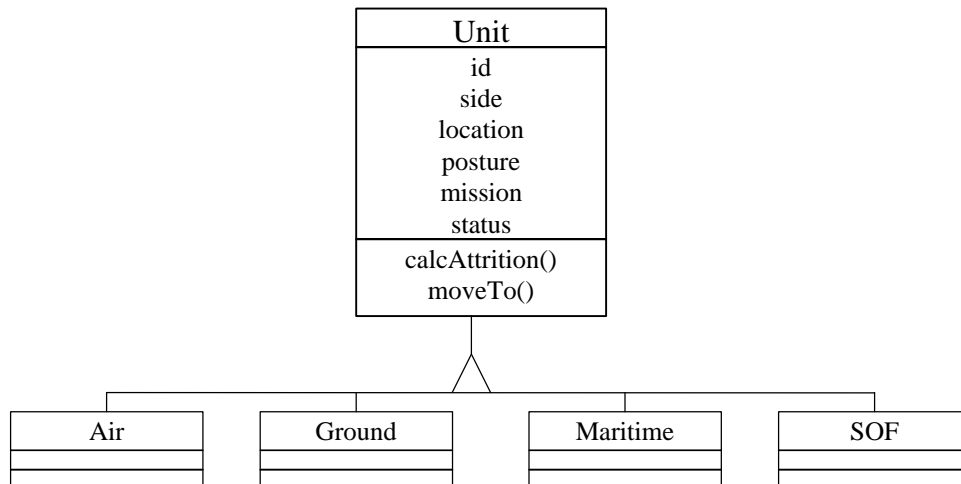 Unit
id
side
location
posture
mission
status
calcAttrition()
moveTo()
Air
Ground
Maritime
SOF